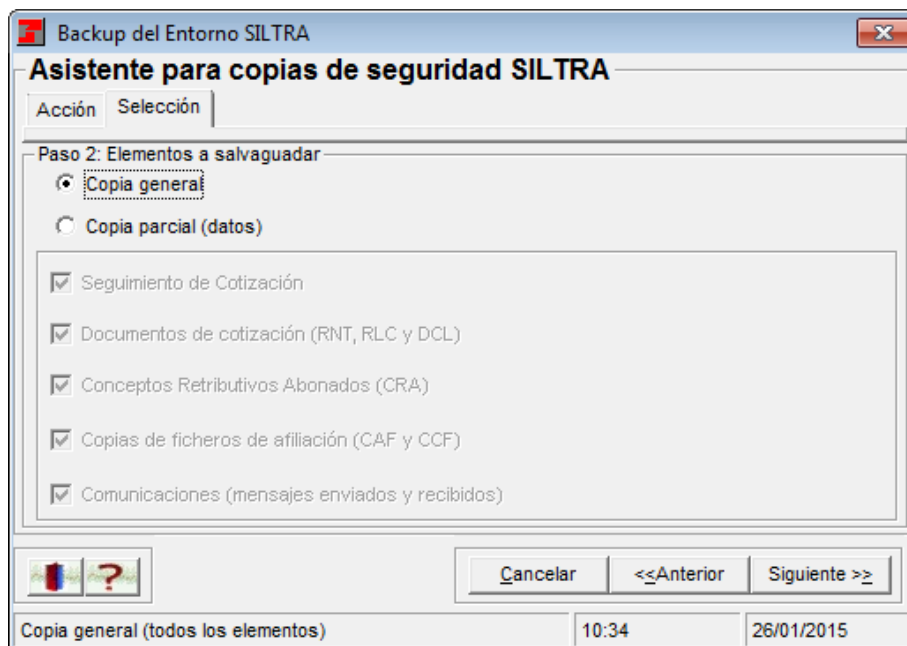 Backup del Entorno SILTRA
Asistente para copias de seguridad SILTRA
Acción Selección
Paso 2: Elementos a salvaguadar
Copia general
Copia parcial (datos)
Seguimiento de Cotización
Documentos de cotización (RNT, RLC y DCL)
Conceptos Retributivos Abonados (CRA)
Copias de ficheros de afiliación (CAF y CCF)
Comunicaciones (mensajes enviados y recibidos)
? Cancelar <<Anterior Siguiente >>
Copia general (todos los elementos) 10:34 26/01/2015